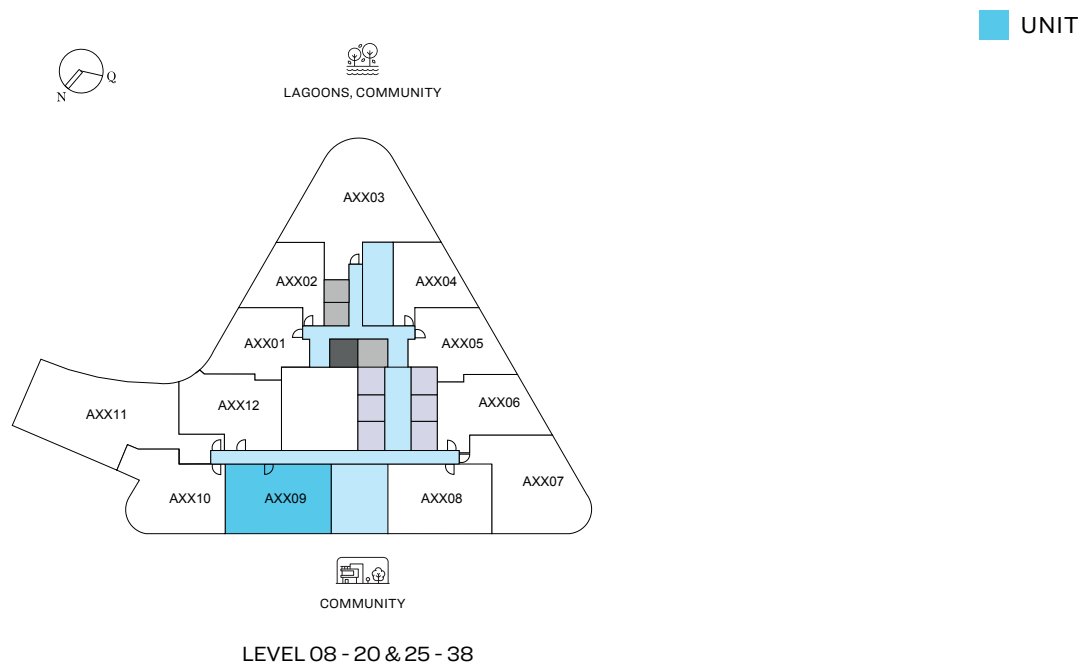 UNIT
Q
N
LAGOONS, COMMUNITY
AXX03
AXX02
AXX04
AXX01
AXX05
AXX06
AXX12
AXX11
AXX07
AXX10
AXX09
AXX08
COMMUNITY
LEVEL 08 - 20 & 25 - 38